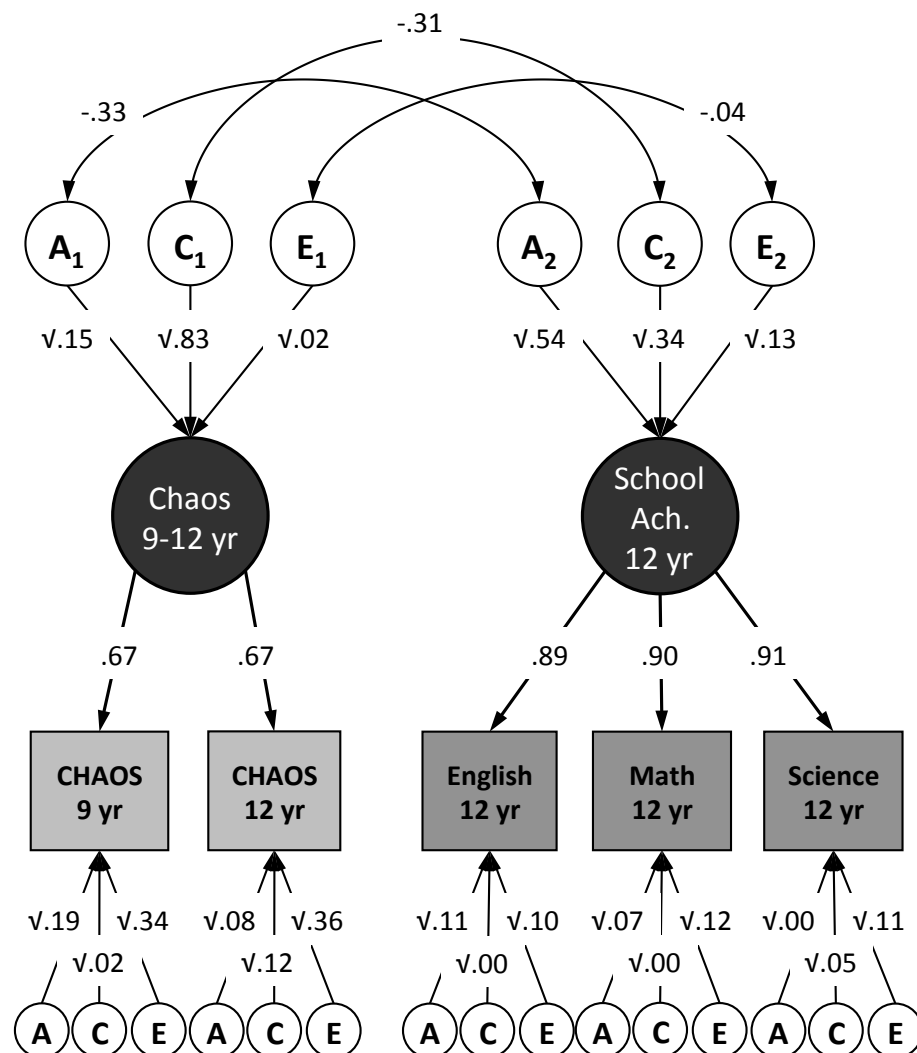 -.31
-.33 -.04
A1 C1 E1 A2 C2 E2
√.15 √.83 √.02 √.54 √.34 √.13
Chaos
9-12 yr
School
Ach.
12 yr
.67 .67 .89 .90 .91
CHAOS
9 yr
CHAOS
12 yr
English
12 yr
Math
12 yr
Science
12 yr
√.19 √.34 √.08 √.36 √.11 √.10 √.07 √.12 √.00 √.11
√.02 √.12 √.00 √.00 √.05
A C E A C E A C E A C E A C E